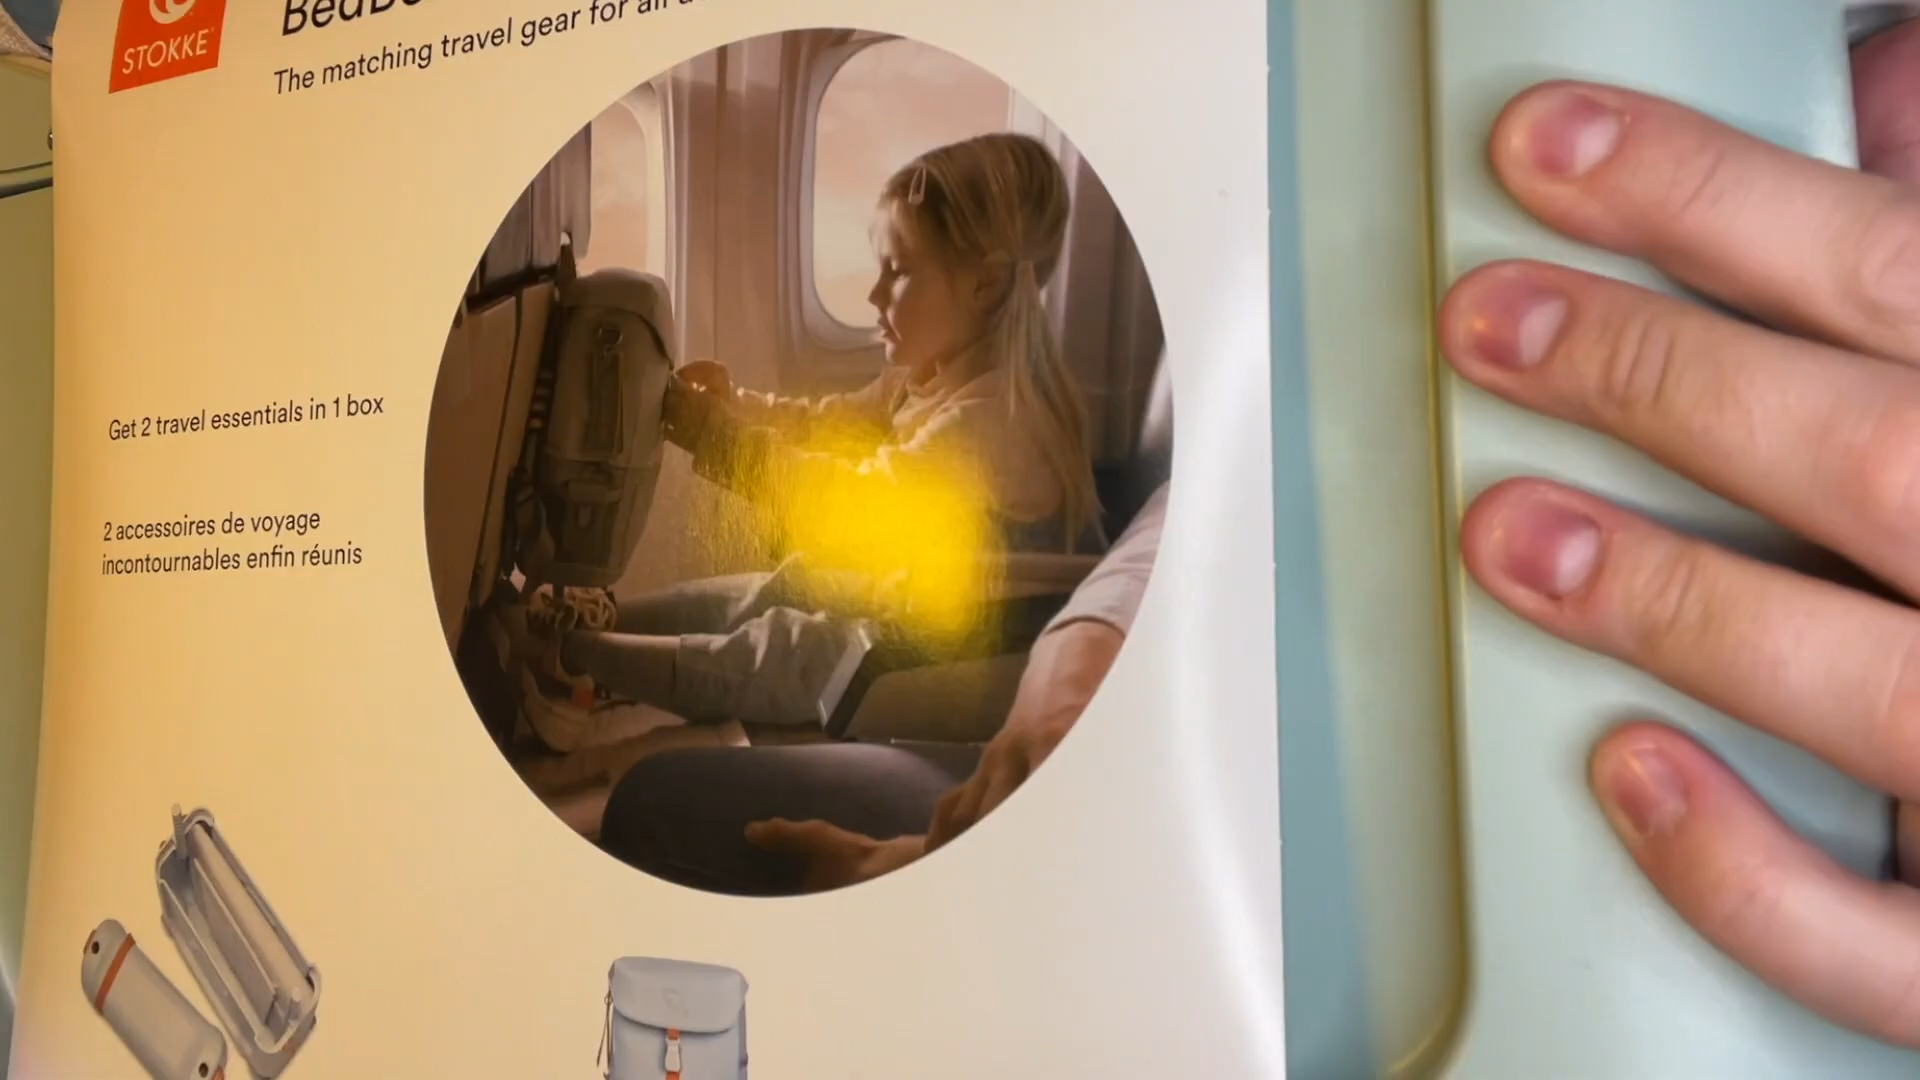 STOKKE
The matching travel gear for all
Get 2 travel essentials in 1 box
2 accessoires de voyage
incontournables enfin réunis